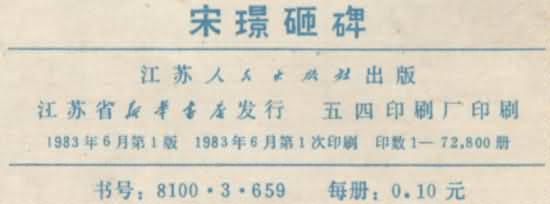 宋璟砸碑
江苏人民出版社出版
江苏省新华书店发行 五四印刷厂印刷
1983年6月第1版 1983年6月第1次印刷 印数1—72,800册
书号：8100·3·659 每册：0.10元